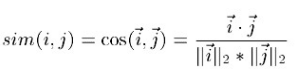 sim(i, j) = cos(i⃗, j⃗) = (i⃗ · j⃗) / (||i⃗||₂ * ||j⃗||₂)